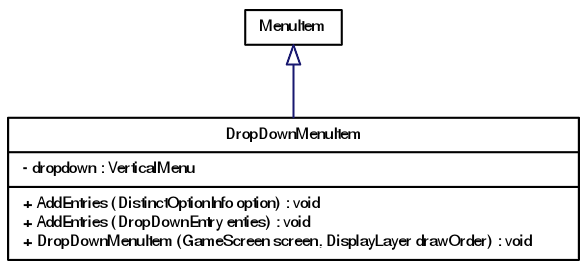 MenuItem
DropDownMenuItem
- dropdown : VerticalMenu
+ AddEntries (DistinctOptionInfo option) : void
+ AddEntries (DropDownEntry enties) : void
+ DropDownMenuItem (GameScreen screen, DisplayLayer drawOrder) : void